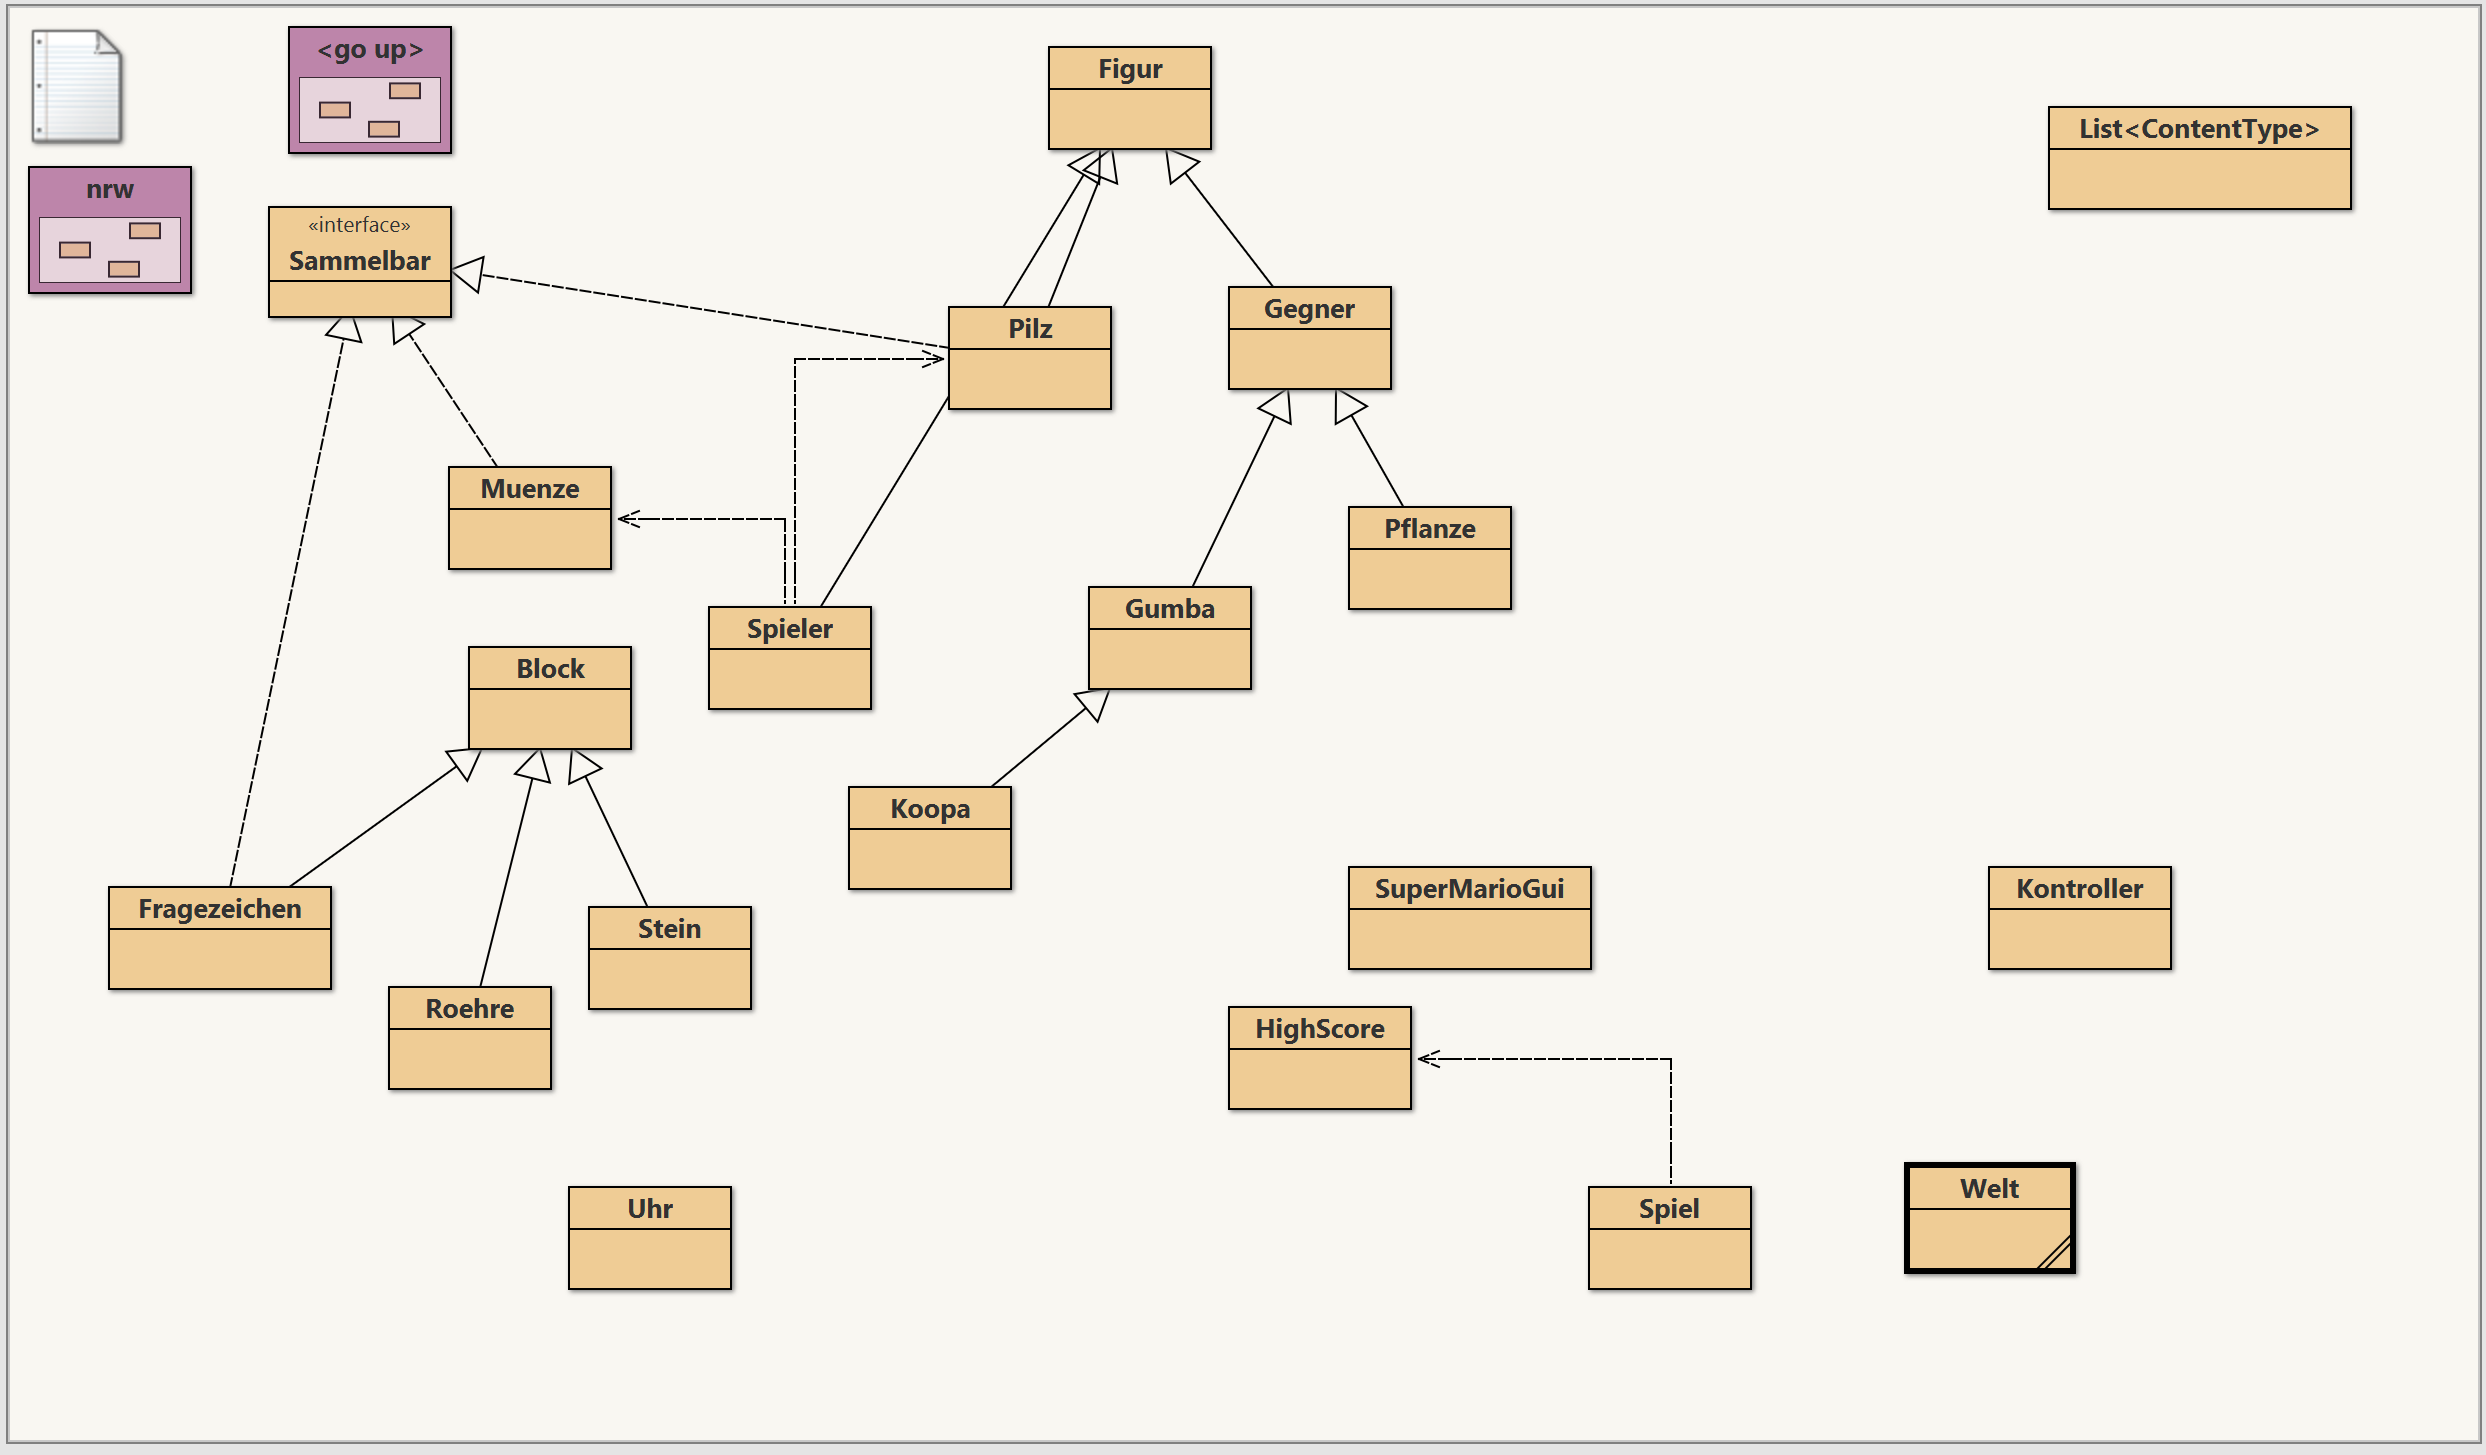 <go up>
Figur
List<ContentType>
nrw
«interface»
Sammelbar
Pilz
Gegner
Muenze
Pflanze
Spieler
Gumba
Block
Koopa
Fragezeichen
Stein
SuperMarioGui
Kontroller
Roehre
HighScore
Uhr
Spiel
Welt